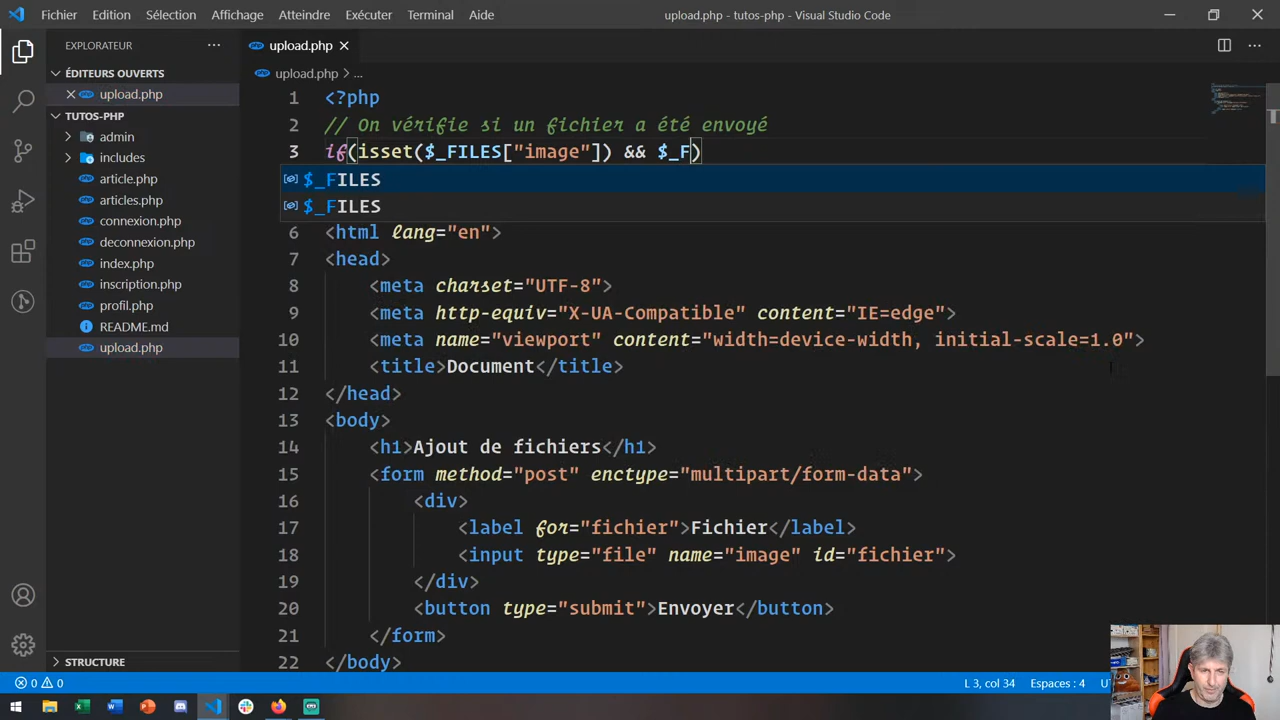 Fichier Edition Sélection Affichage Atteindre Exécuter Terminal Aide
upload.php - tutos-php - Visual Studio Code
EXPLORATEUR
ÉDITEURS OUVERTS
upload.php
TUTOS-PHP
admin
includes
article.php
articles.php
connexion.php
deconnexion.php
index.php
inscription.php
profil.php
README.md
upload.php
STRUCTURE
upload.php
upload.php > ...
1 <?php
2 // On vérifie si un fichier a été envoyé
3 if(isset($_FILES["image"]) && $_F)
$_FILES
$_FILES
6 <html lang="en">
7 <head>
8 <meta charset="UTF-8">
9 <meta http-equiv="X-UA-Compatible" content="IE=edge">
10 <meta name="viewport" content="width=device-width, initial-scale=1.0">
11 <title>Document</title>
12 </head>
13 <body>
14 <h1>Ajout de fichiers</h1>
15 <form method="post" enctype="multipart/form-data">
16 <div>
17 <label for="fichier">Fichier</label>
18 <input type="file" name="image" id="fichier">
19 </div>
20 <button type="submit">Envoyer</button>
21 </form>
22 </body>
0 0
L 3, col 34 Espaces : 4